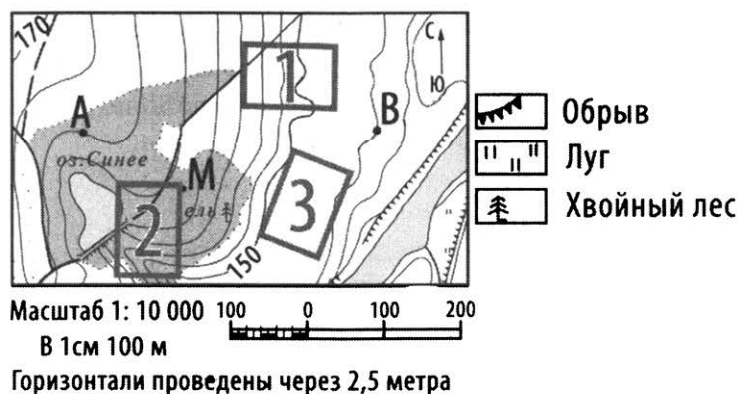 170
С
Ю
1
А
В
оз. Синее
М
ель
2
3
150
Обрыв
Луг
Хвойный лес
Масштаб 1: 10 000
В 1см 100 м
100 0 100 200
Горизонтали проведены через 2,5 метра